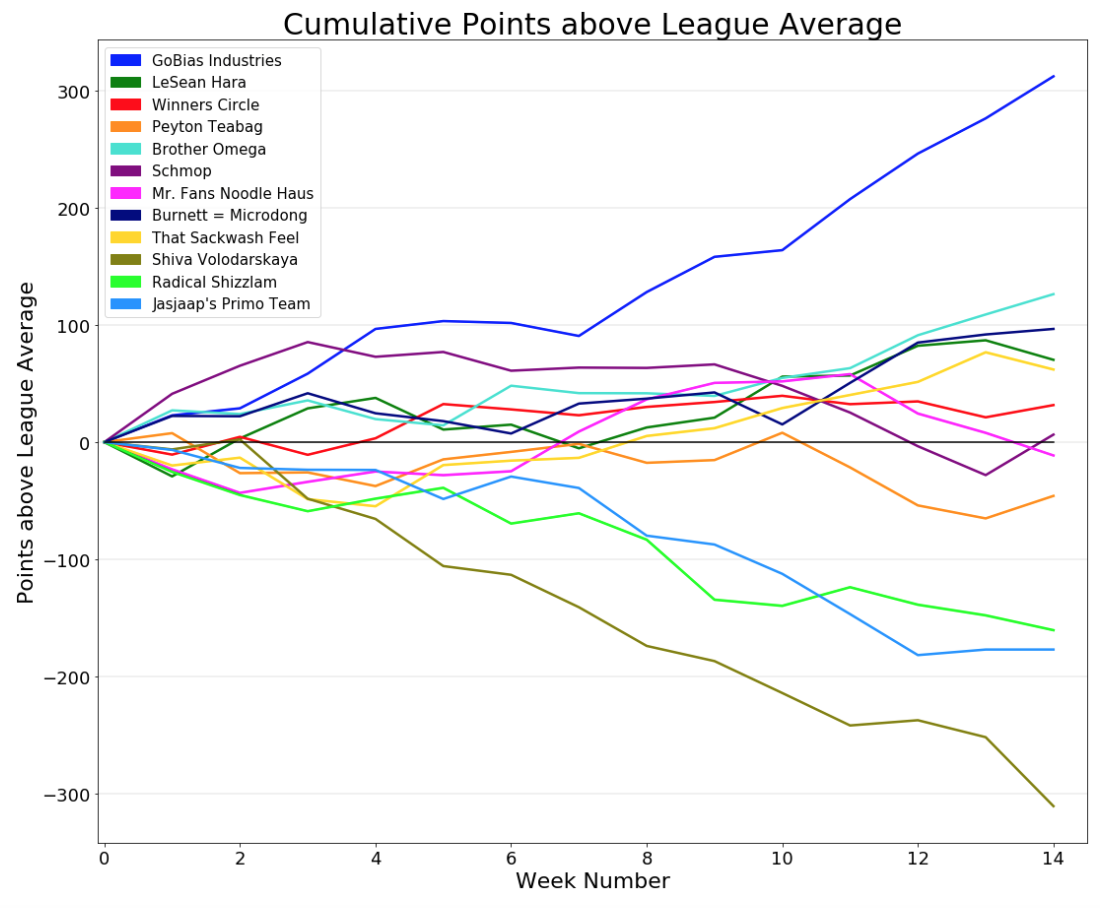 Cumulative Points above League Average
GoBias Industries
LeSean Hara
Winners Circle
Peyton Teabag
Brother Omega
Schmop
Mr. Fans Noodle Haus
Burnett = Microdong
That Sackwash Feel
Shiva Volodarskaya
Radical Shizzlam
Jasjaap's Primo Team
Points above League Average
300
200
100
0
−100
−200
−300
0 2 4 6 8 10 12 14
Week Number